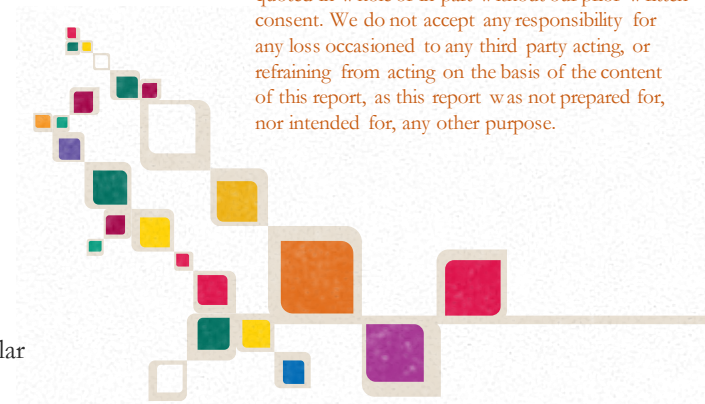 consent. We do not accept any responsibility for
any loss occasioned to any third party acting, or
refraining from acting on the basis of the content
of this report, as this report was not prepared for,
nor intended for, any other purpose.
lar